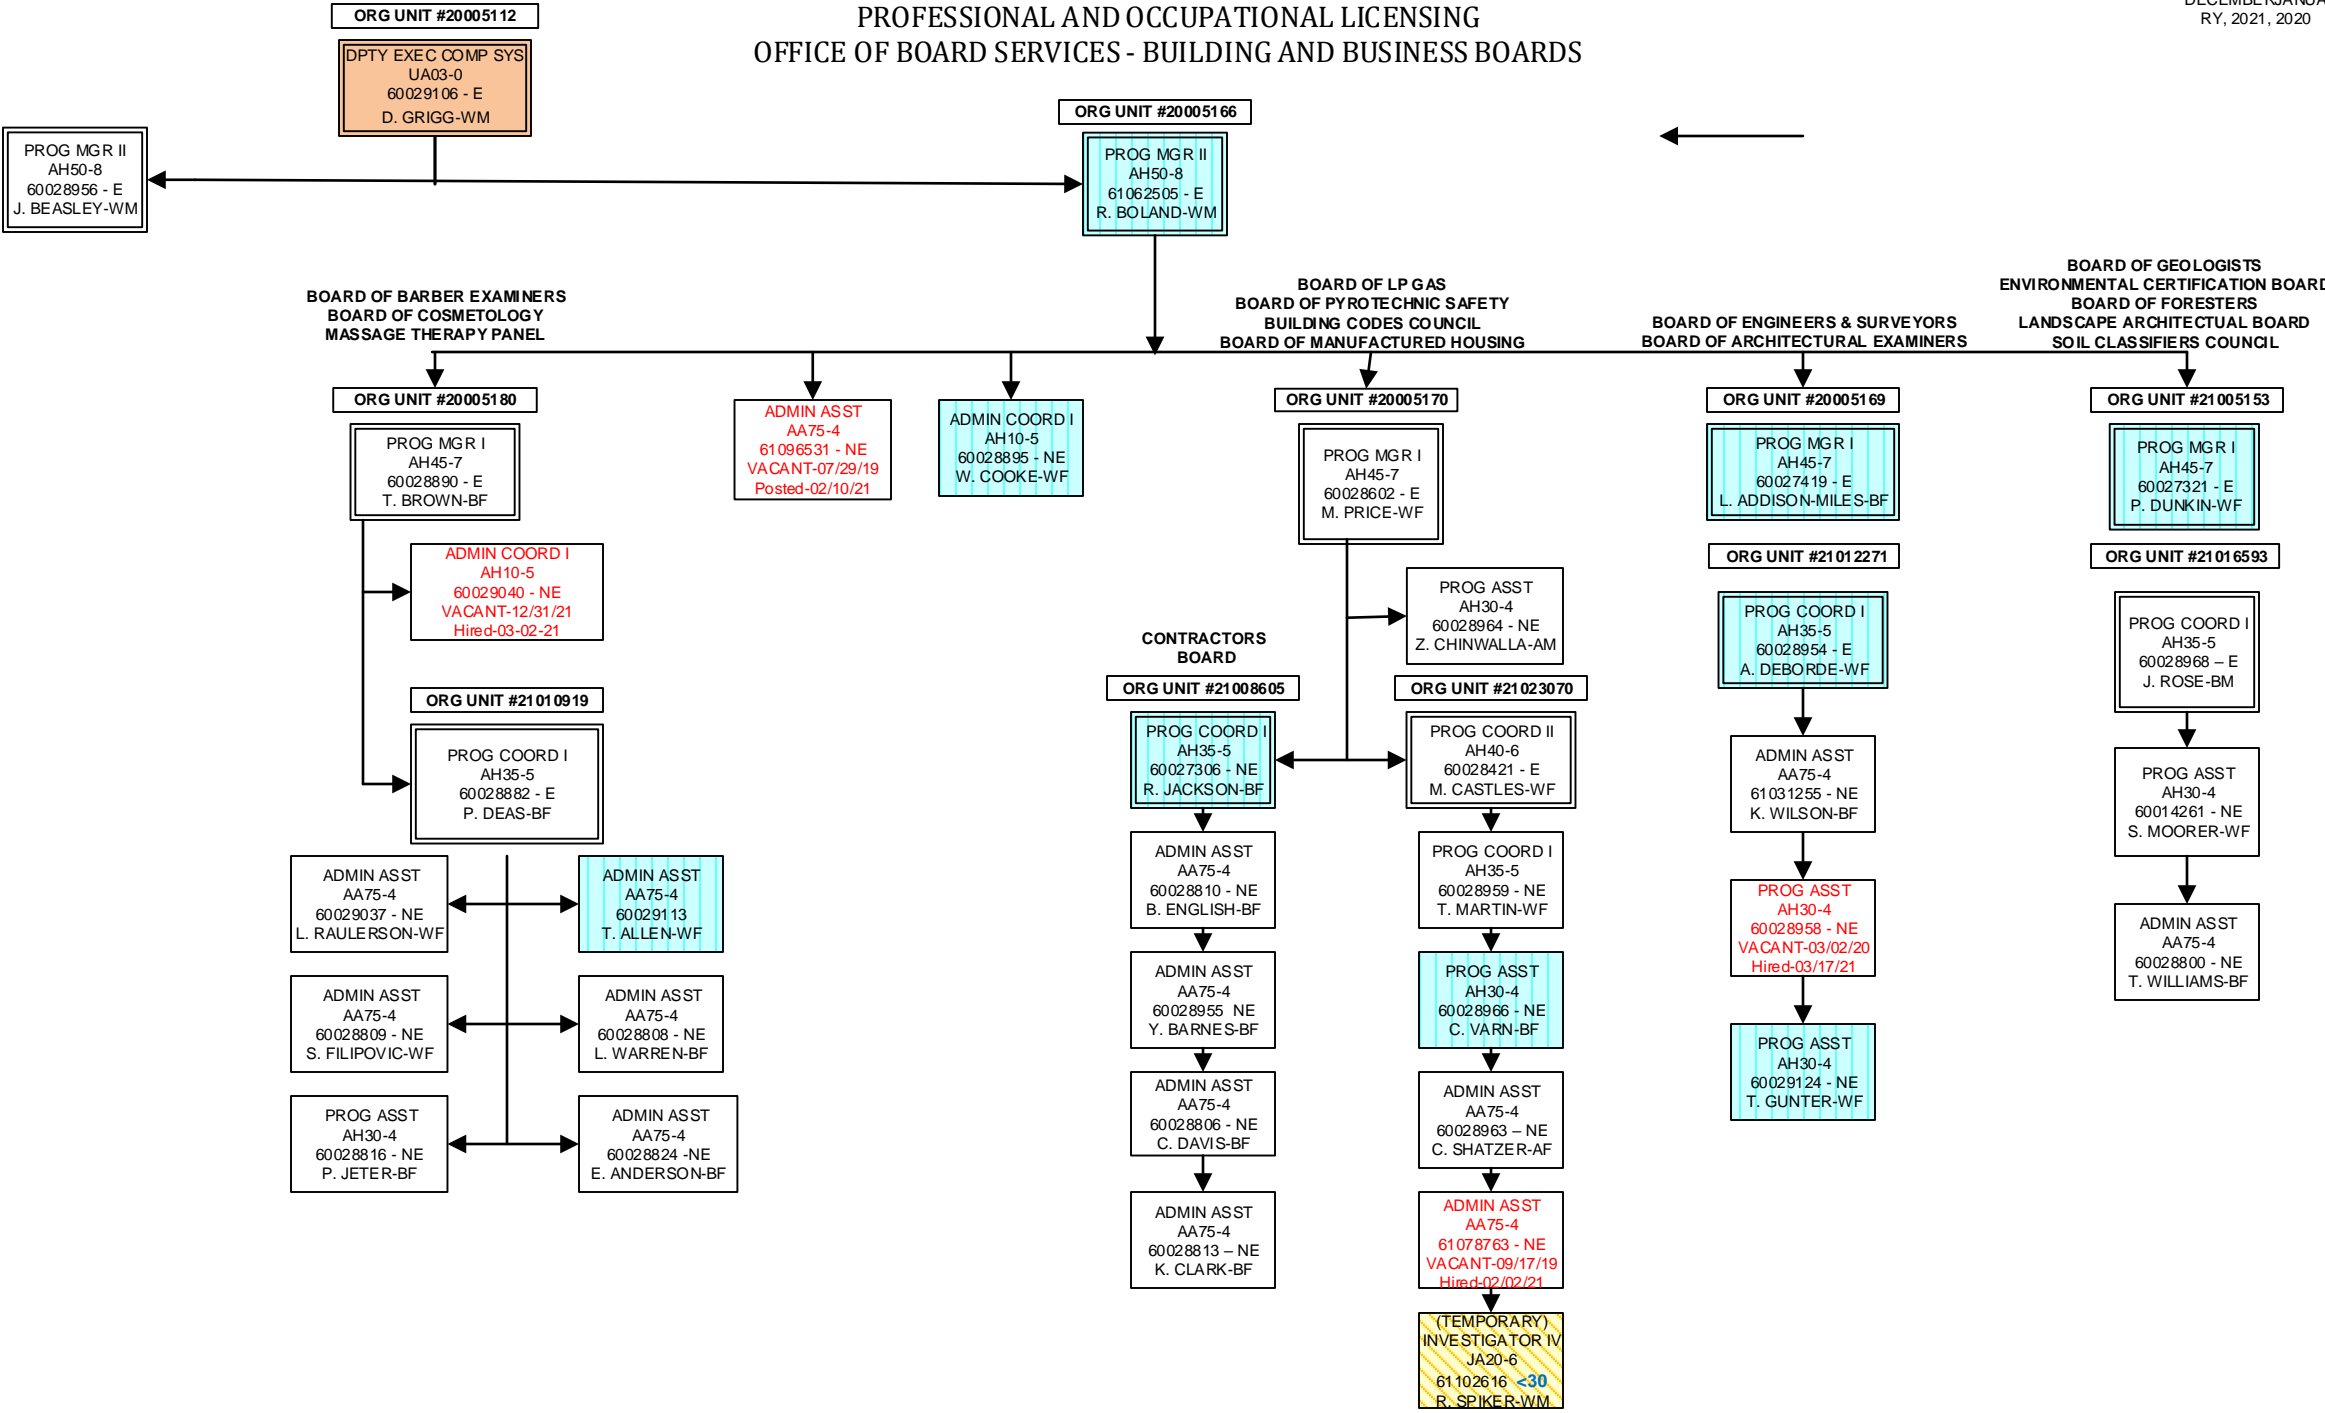 ORG UNIT #20005112
PROFESSIONAL AND OCCUPATIONAL LICENSING
OFFICE OF BOARD SERVICES - BUILDING AND BUSINESS BOARDS
RY, 2021, 2020
DPTY EXEC COMP SYS
UA03-0
60029106 - E
D. GRIGG-WM
PROG MGR II
AH50-8
60028956 - E
J. BEASLEY-WM
ORG UNIT #20005166
PROG MGR II
AH50-8
61062505 - E
R. BOLAND-WM
BOARD OF BARBER EXAMINERS
BOARD OF COSMETOLOGY
MASSAGE THERAPY PANEL
BOARD OF LP GAS
BOARD OF PYROTECHNIC SAFETY
BUILDING CODES COUNCIL
BOARD OF MANUFACTURED HOUSING
BOARD OF ENGINEERS & SURVEYORS
BOARD OF ARCHITECTURAL EXAMINERS
BOARD OF GEOLOGISTS
ENVIRONMENTAL CERTIFICATION BOARD
BOARD OF FORESTERS
LANDSCAPE ARCHITECTUAL BOARD
SOIL CLASSIFIERS COUNCIL
ORG UNIT #20005180
PROG MGR I
AH45-7
60028890 - E
T. BROWN-BF
ADMIN COORD I
AH10-5
60029040 - NE
VACANT-12/31/21
Hired-03-02-21
ORG UNIT #21010919
PROG COORD I
AH35-5
60028882 - E
P. DEAS-BF
ADMIN ASST
AA75-4
60029037 - NE
L. RAULERSON-WF
ADMIN ASST
AA75-4
60029113
T. ALLEN-WF
ADMIN ASST
AA75-4
60028809 - NE
S. FILIPOVIC-WF
ADMIN ASST
AA75-4
60028808 - NE
L. WARREN-BF
PROG ASST
AH30-4
60028816 - NE
P. JETER-BF
ADMIN ASST
AA75-4
60028824 -NE
E. ANDERSON-BF
ADMIN ASST
AA75-4
61096531 - NE
VACANT-07/29/19
Posted-02/10/21
ADMIN COORD I
AH10-5
60028895 - NE
W. COOKE-WF
ORG UNIT #20005170
PROG MGR I
AH45-7
60028602 - E
M. PRICE-WF
PROG ASST
AH30-4
60028964 - NE
Z. CHINWALLA-AM
CONTRACTORS
BOARD
ORG UNIT #21008605
PROG COORD I
AH35-5
60027306 - NE
R. JACKSON-BF
ADMIN ASST
AA75-4
60028810 - NE
B. ENGLISH-BF
ADMIN ASST
AA75-4
60028955 NE
Y. BARNES-BF
ADMIN ASST
AA75-4
60028806 - NE
C. DAVIS-BF
ADMIN ASST
AA75-4
60028813 – NE
K. CLARK-BF
ORG UNIT #21023070
PROG COORD II
AH40-6
60028421 - E
M. CASTLES-WF
PROG COORD I
AH35-5
60028959 - NE
T. MARTIN-WF
PROG ASST
AH30-4
60028966 - NE
C. VARN-BF
ADMIN ASST
AA75-4
60028963 – NE
C. SHATZER-AF
ADMIN ASST
AA75-4
61078763 - NE
VACANT-09/17/19
Hired-02/02/21
(TEMPORARY)
INVESTIGATOR IV
JA20-6
61102616 <30
R. SPIKER-WM
ORG UNIT #20005169
PROG MGR I
AH45-7
60027419 - E
L. ADDISON-MILES-BF
ORG UNIT #21012271
PROG COORD I
AH35-5
60028954 - E
A. DEBORDE-WF
ADMIN ASST
AA75-4
61031255 - NE
K. WILSON-BF
PROG ASST
AH30-4
60028958 - NE
VACANT-03/02/20
Hired-03/17/21
PROG ASST
AH30-4
60029124 - NE
T. GUNTER-WF
ORG UNIT #21005153
PROG MGR I
AH45-7
60027321 - E
P. DUNKIN-WF
ORG UNIT #21016593
PROG COORD I
AH35-5
60028968 – E
J. ROSE-BM
PROG ASST
AH30-4
60014261 - NE
S. MOORER-WF
ADMIN ASST
AA75-4
60028800 - NE
T. WILLIAMS-BF